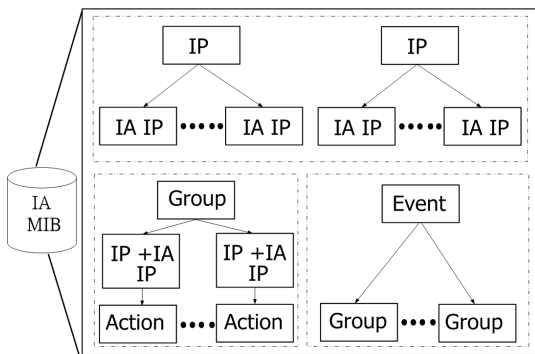 IP
IP
IA IP
IA IP
IA IP
IA IP
IA
MIB
Group
IP +IA
IP
IP +IA
IP
Action
Action
Event
Group
Group